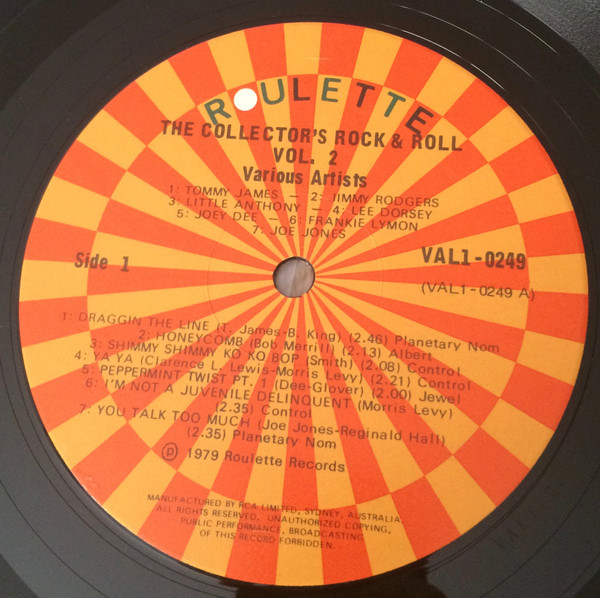 ROULETTE
THE COLLECTOR'S ROCK & ROLL
VOL. 2
Various Artists
1: TOMMY JAMES — 2: JIMMY RODGERS
3: LITTLE ANTHONY — 4: LEE DORSEY
5: JOEY DEE — 6: FRANKIE LYMON
7: JOE JONES
Side 1
VAL1-0249
(VAL1-0249 A)
1: DRAGGIN THE LINE (T. James-B. King) (2.46) Planetary Nom
2: HONEYCOMB (Bob Merrill) (2.13) Albert
3: SHIMMY SHIMMY KO KO BOP (Smith) (2.08) Control
4: YA YA (Clarence L. Lewis-Morris Levy) (2.21) Control
5: PEPPERMINT TWIST PT. 1 (Dee-Glover) (2.00) Jewel
6: I'M NOT A JUVENILE DELINQUENT (Morris Levy)
(2.35) Control
7: YOU TALK TOO MUCH (Joe Jones-Reginald Hall)
(2.35) Planetary Nom
℗ 1979 Roulette Records
MANUFACTURED BY RCA LIMITED, SYDNEY, AUSTRALIA.
ALL RIGHTS RESERVED. UNAUTHORIZED COPYING,
PUBLIC PERFORMANCE, BROADCASTING
OF THIS RECORD FORBIDDEN.